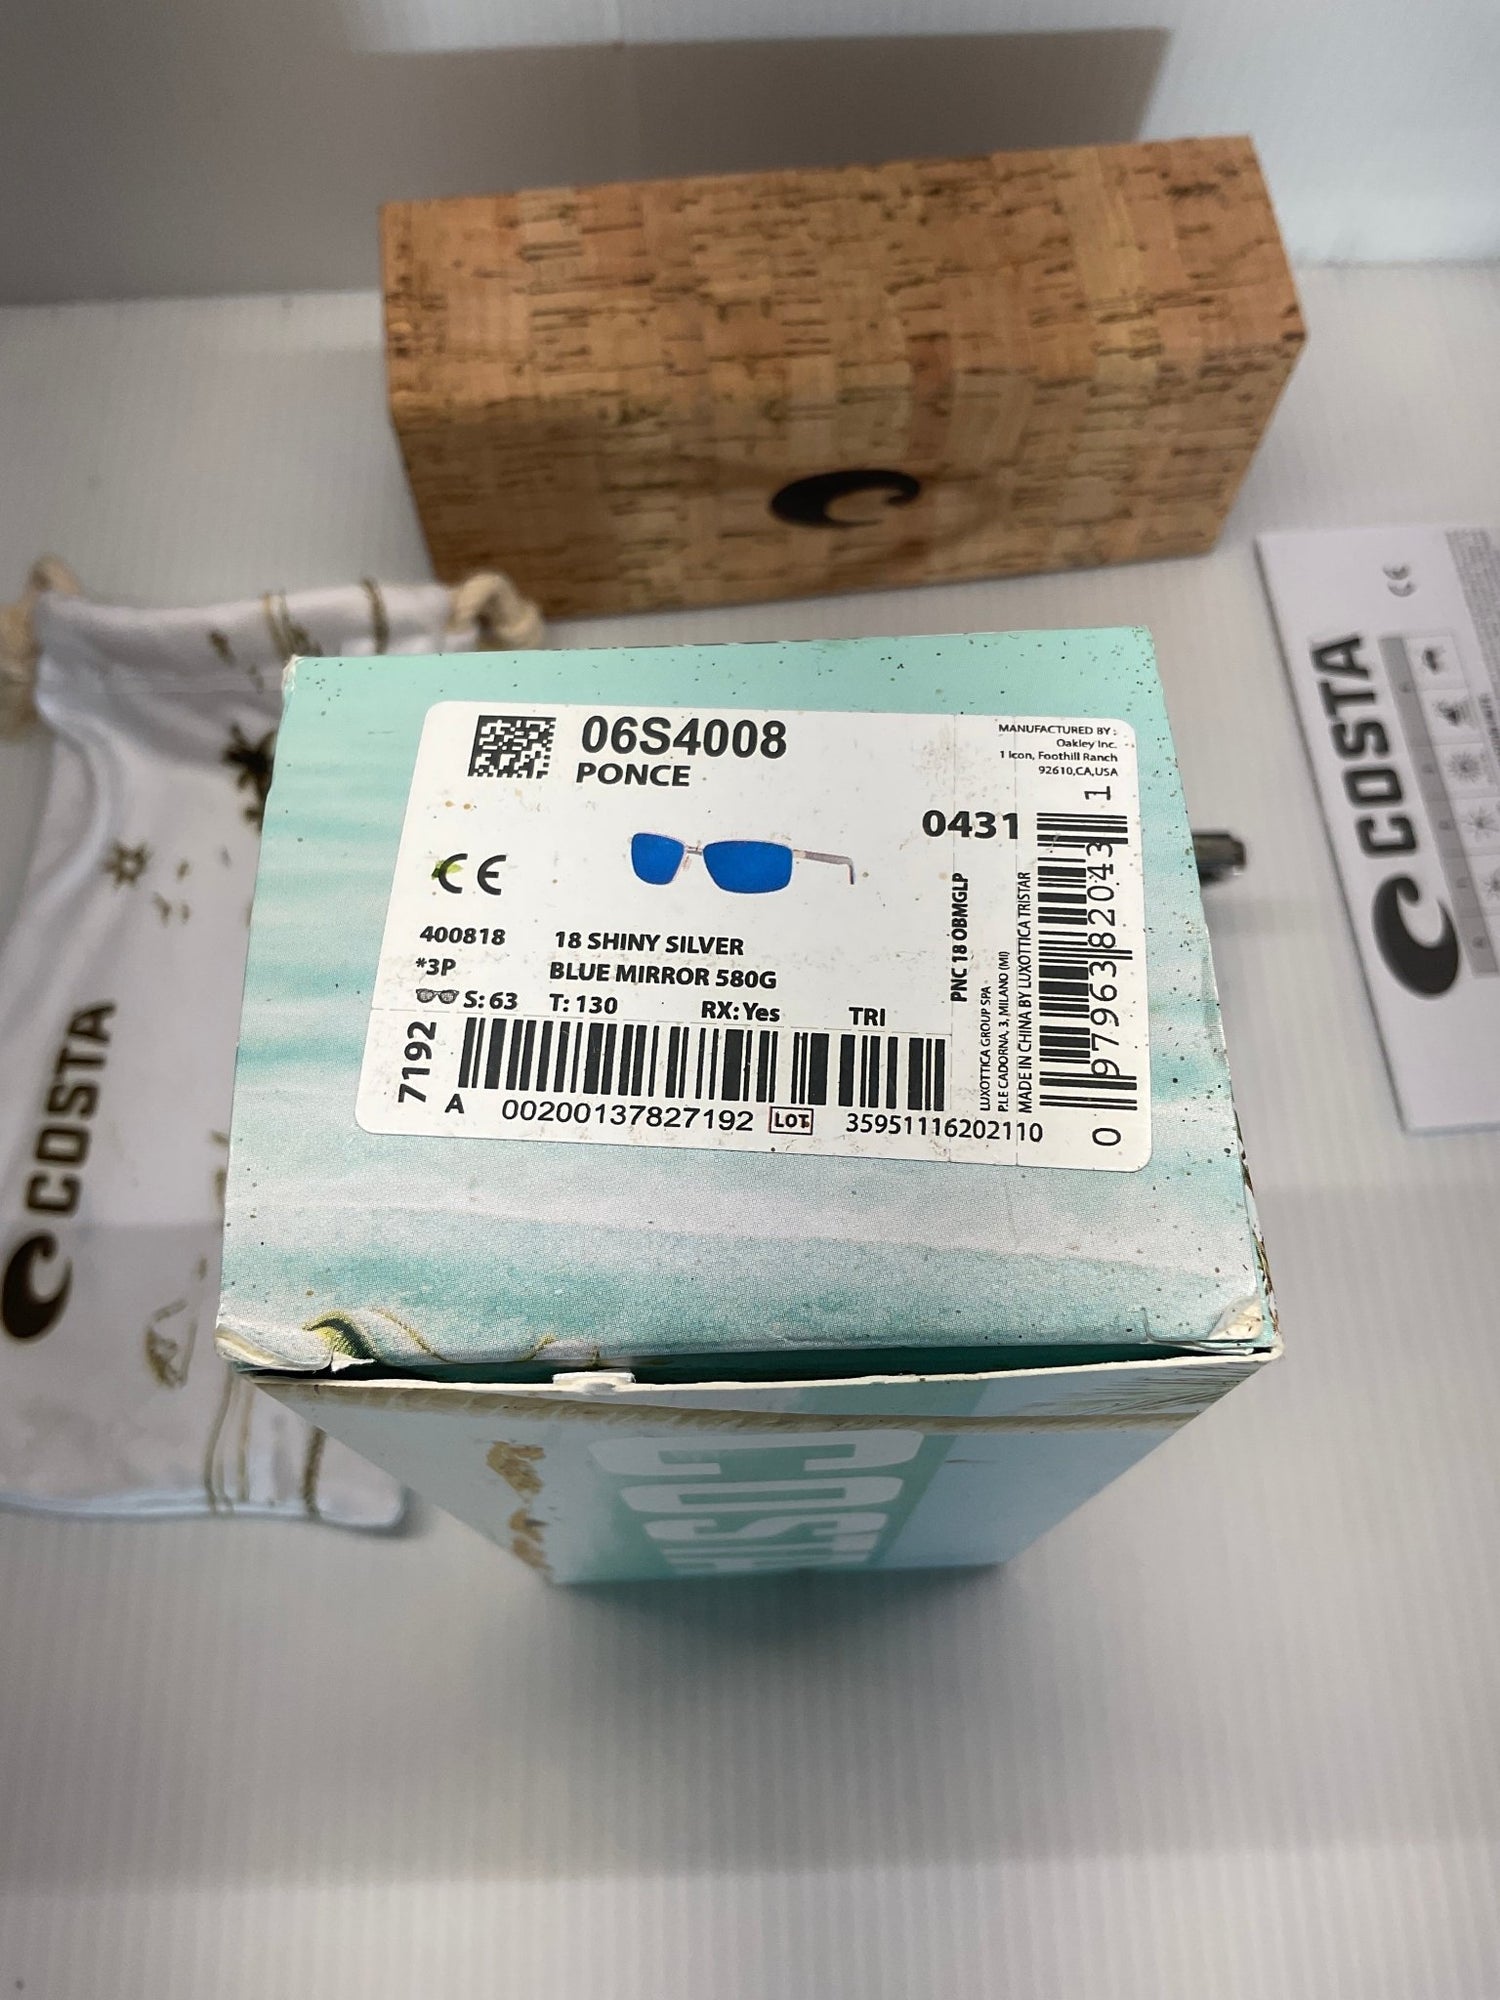 06S4008
PONCE
MANUFACTURED BY:
Oakley Inc.
1 Icon, Foothill Ranch
92610,CA,USA
0431
CE
400818
18 SHINY SILVER
*3P
BLUE MIRROR 580G
S: 63
T: 130
RX: Yes
TRI
7192
A
00200137827192
LOT
35951116202110
PNC 18 OBMGLP
LUXOTTICA GROUP SPA
P.LE CADORNA, 3, MILANO (MI)
MADE IN CHINA BY LUXOTTICA TRISTAR
0 97963 82043 1
COSTA
COSTA
COSTA
CE